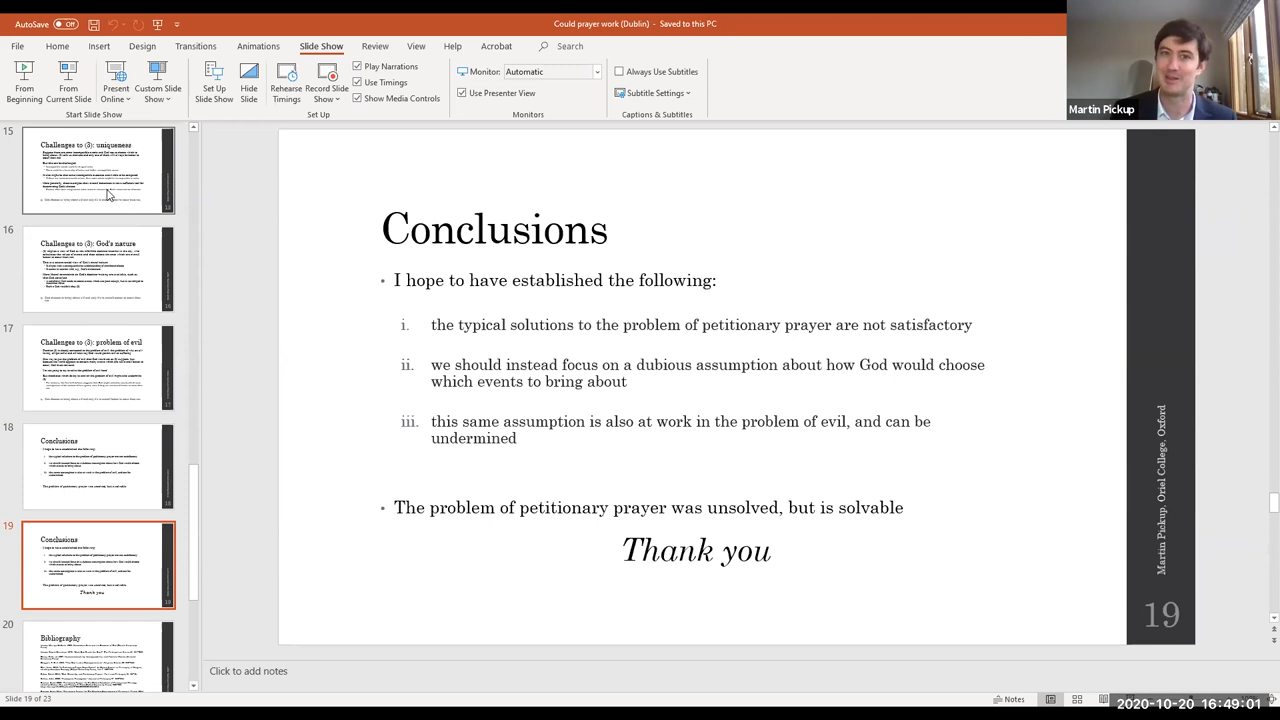 AutoSave Off
Could prayer work (Dublin) - Saved to this PC
File Home Insert Design Transitions Animations Slide Show Review View Help Acrobat Search
From Beginning
From Current Slide
Present Online
Custom Slide Show
Start Slide Show
Set Up Slide Show
Hide Slide
Rehearse Timings
Record Slide Show
Play Narrations
Use Timings
Show Media Controls
Set Up
Monitor: Automatic
Use Presenter View
Monitors
Always Use Subtitles
Subtitle Settings
Captions & Subtitles
Martin Pickup
15
Challenges to (3): uniqueness
16
Challenges to (3): God's nature
17
Challenges to (3): problem of evil
18
Conclusions
19
Conclusions
Thank you
20
Bibliography
Conclusions
• I hope to have established the following:
i. the typical solutions to the problem of petitionary prayer are not satisfactory
ii. we should instead focus on a dubious assumption about how God would choose
which events to bring about
iii. this same assumption is also at work in the problem of evil, and can be
undermined
• The problem of petitionary prayer was unsolved, but is solvable
Thank you
Martin Pickup, Oriel College, Oxford
19
Click to add notes
Slide 19 of 23
Notes
2020-10-20 16:49:01